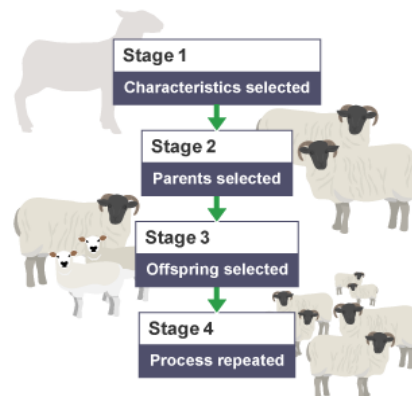 Stage 1
Characteristics selected
Stage 2
Parents selected
Stage 3
Offspring selected
Stage 4
Process repeated